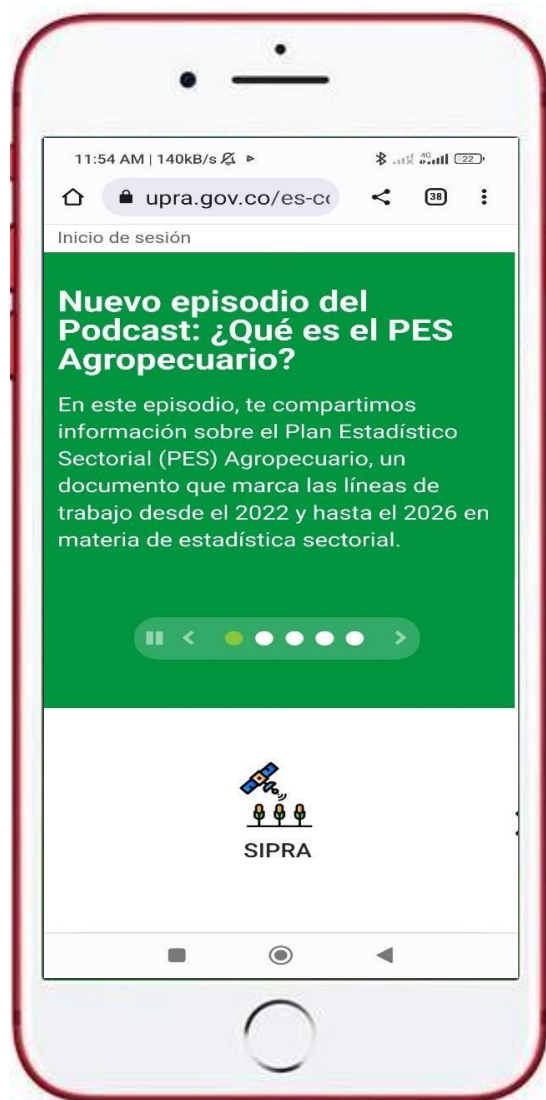 11:54 AM | 140kB/s
4G
22
upra.gov.co/es-co
38
Inicio de sesión
Nuevo episodio del
Podcast: ¿Qué es el PES
Agropecuario?
En este episodio, te compartimos
información sobre el Plan Estadístico
Sectorial (PES) Agropecuario, un
documento que marca las líneas de
trabajo desde el 2022 y hasta el 2026 en
materia de estadística sectorial.
SIPRA